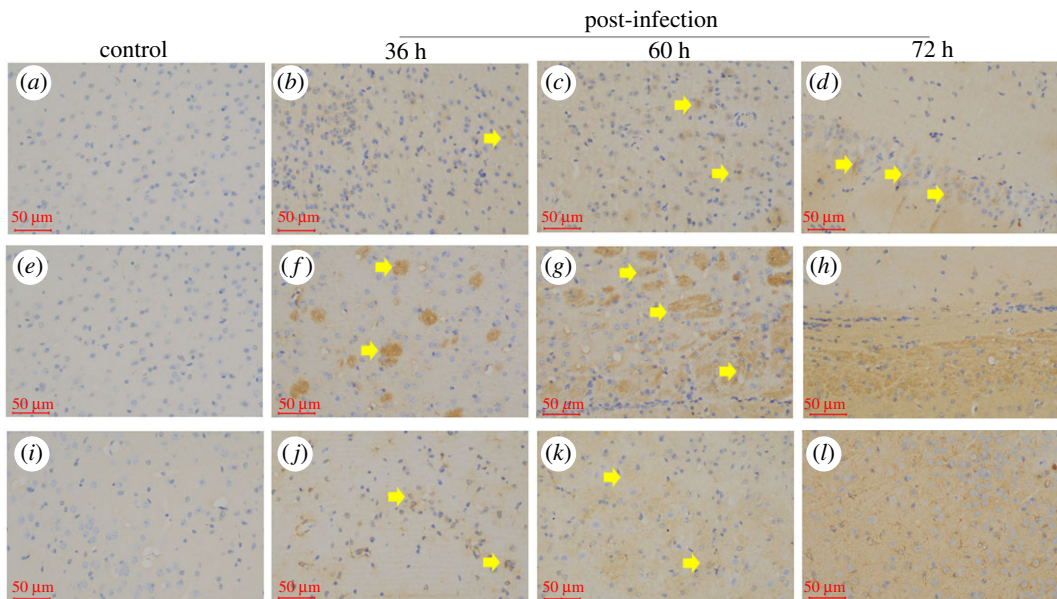 post-infection
control 36 h 60 h 72 h
(a) (b) (c) (d)
50 µm 50 µm 50 µm 50 µm
(e) (f) (g) (h)
50 µm 50 µm 50 µm 50 µm
(i) (j) (k) (l)
50 µm 50 µm 50 µm 50 µm